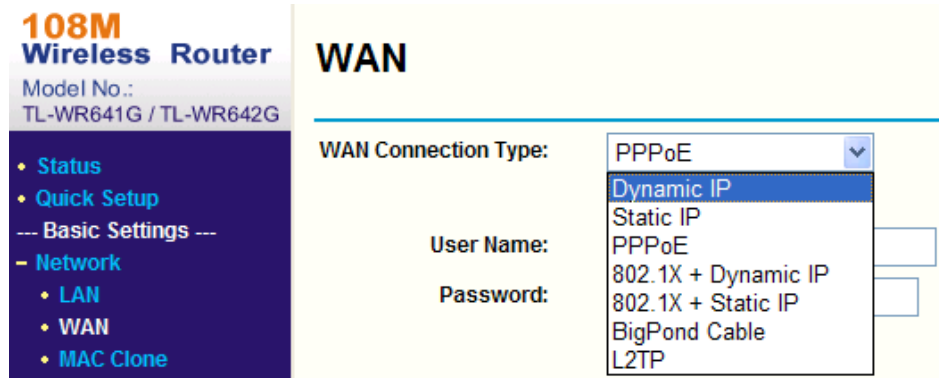 108M
Wireless Router
Model No.:
TL-WR641G / TL-WR642G
• Status
• Quick Setup
--- Basic Settings ---
– Network
• LAN
• WAN
• MAC Clone
WAN
WAN Connection Type:
PPPoE
Dynamic IP
Static IP
PPPoE
802.1X + Dynamic IP
802.1X + Static IP
BigPond Cable
L2TP
User Name:
Password: